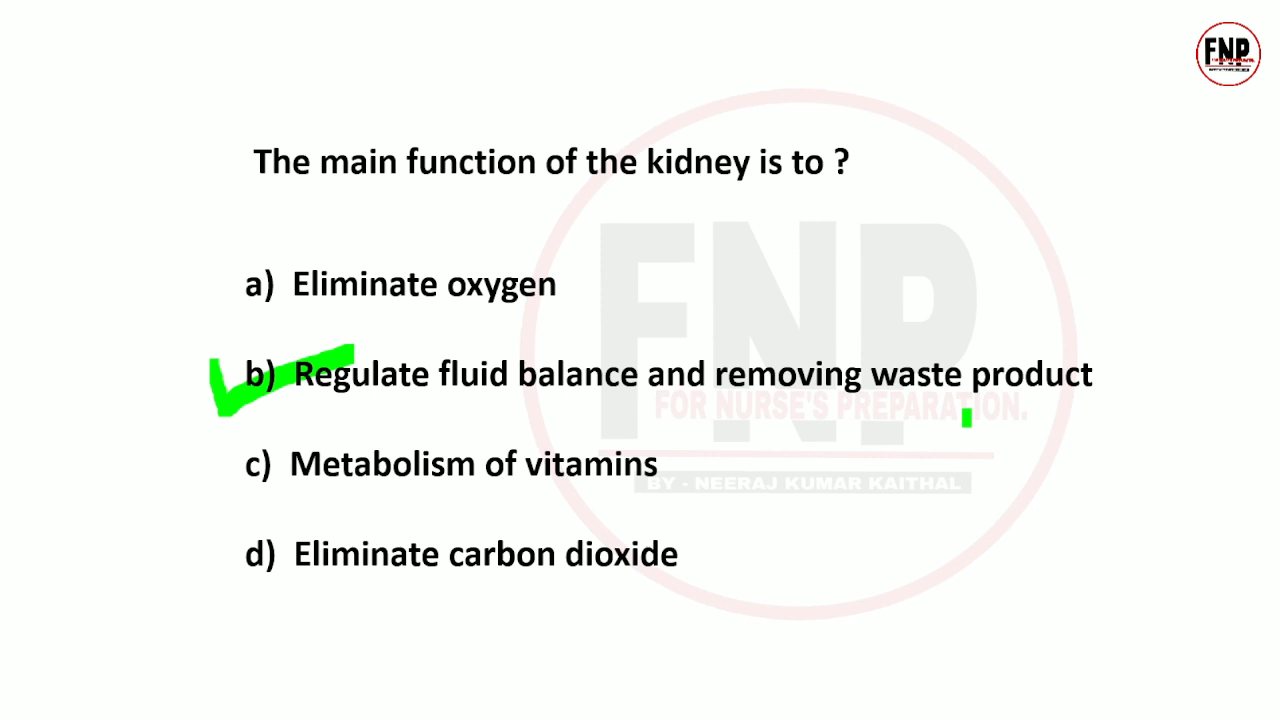 FNP
The main function of the kidney is to ?
a) Eliminate oxygen
b) Regulate fluid balance and removing waste product
c) Metabolism of vitamins
d) Eliminate carbon dioxide
FNP
FOR NURSE'S PREPARATION.
BY - NEERAJ KUMAR KAITHAL